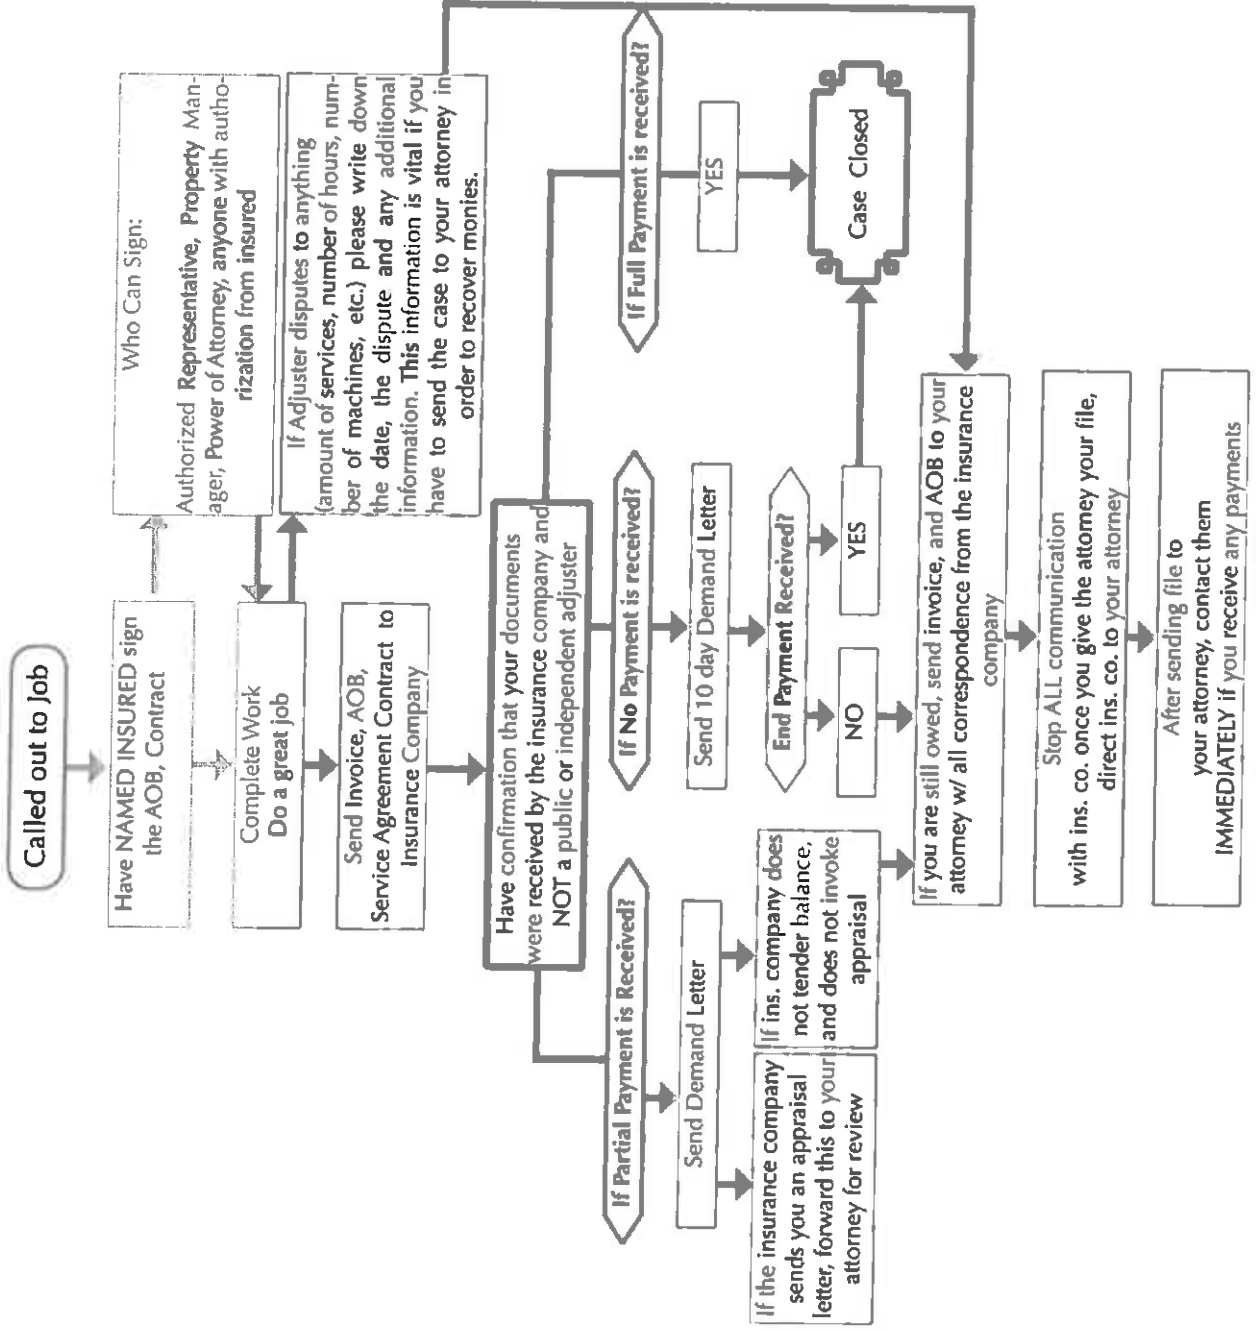 Called out to Job
Have NAMED INSURED sign
the AOB, Contract
Who Can Sign:
Authorized Representative, Property Man-
ager, Power of Attorney, anyone with autho-
rization from insured
Complete Work
Do a great job
If Adjuster disputes to anything
(amount of services, number of hours, num-
ber of machines, etc.) please write down
the date, the dispute and any additional
information. This information is vital if you
have to send the case to your attorney in
order to recover monies.
Send Invoice, AOB,
Service Agreement Contract to
Insurance Company
Have confirmation that your documents
were received by the insurance company and
NOT a public or independent adjuster
If Partial Payment is Received?
Send Demand Letter
If the insurance company
sends you an appraisal
letter, forward this to your
attorney for review
If ins. company does
not tender balance,
and does not invoke
appraisal
If No Payment is received?
Send 10 day Demand Letter
End Payment Received?
NO
YES
If Full Payment is received?
YES
Case Closed
If you are still owed, send invoice, and AOB to your
attorney w/ all correspondence from the insurance
company
Stop ALL communication
with ins. co. once you give the attorney your file,
direct ins. co. to your attorney
After sending file to
your attorney, contact them
IMMEDIATELY if you receive any payments